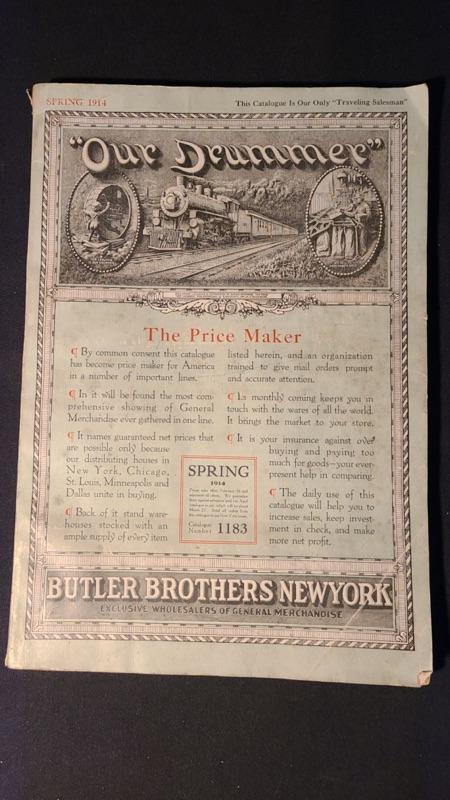 SPRING 1914
This Catalogue Is Our Only "Traveling Salesman"
"Our Drummer"
The Price Maker
¶ By common consent this catalogue
has become price maker for America
in a number of important lines.
¶ In it will be found the most com-
prehensive showing of General
Merchandise ever gathered in one line.
¶ It names guaranteed net prices that
are possible only because
our distributing houses in
New York, Chicago,
St. Louis, Minneapolis and
Dallas unite in buying.
¶ Back of it stand ware-
houses stocked with an
ample supply of every item
listed herein, and an organization
trained to give mail orders prompt
and accurate attention.
¶ Its monthly coming keeps you in
touch with the wares of all the world.
It brings the market to your store.
¶ It is your insurance against over
buying and paying too
much for goods—your ever-
present help in comparing.
¶ The daily use of this
catalogue will help you to
increase sales, keep invest-
ment in check, and make
more net profit.
SPRING
1914
Catalogue
Number 1183
BUTLER BROTHERS NEW YORK
EXCLUSIVE WHOLESALERS OF GENERAL MERCHANDISE